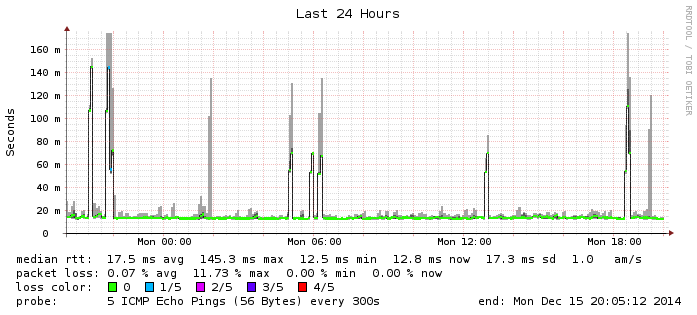 Last 24 Hours
RRDTOOL / TOBI OETIKER
Seconds
160 m
140 m
120 m
100 m
80 m
60 m
40 m
20 m
0
Mon 00:00 Mon 06:00 Mon 12:00 Mon 18:00
median rtt: 17.5 ms avg 145.3 ms max 12.5 ms min 12.8 ms now 17.3 ms sd 1.0 am/s
packet loss: 0.07 % avg 11.73 % max 0.00 % min 0.00 % now
loss color: 0 1/5 2/5 3/5 4/5
probe: 5 ICMP Echo Pings (56 Bytes) every 300s end: Mon Dec 15 20:05:12 2014